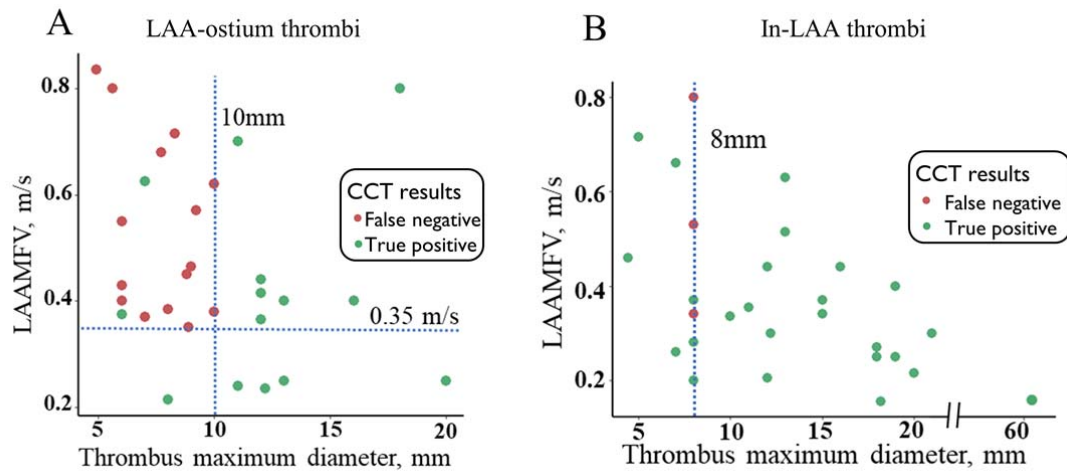 A
LAA-ostium thrombi
LAAMFV, m/s
0.8
0.6
0.4
0.2
10mm
CCT results
False negative
True positive
0.35 m/s
5
10
15
20
Thrombus maximum diameter, mm
B
In-LAA thrombi
LAAMFV, m/s
0.8
0.6
0.4
0.2
8mm
CCT results
False negative
True positive
5
10
15
20
60
Thrombus maximum diameter, mm